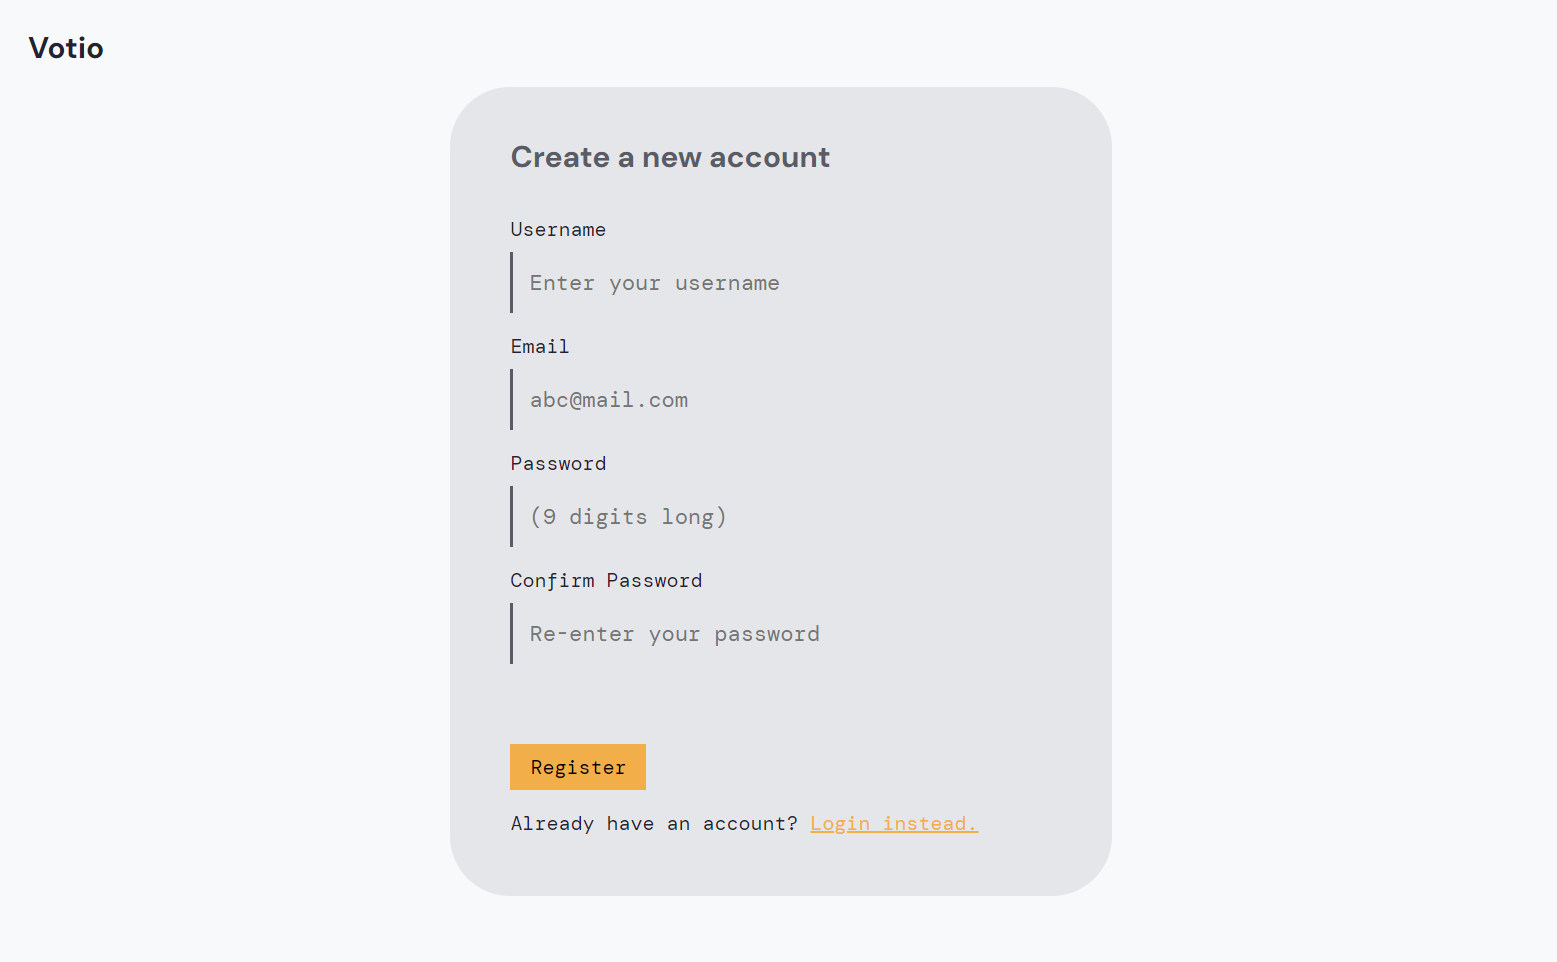 Votio
Create a new account
Username
Enter your username
Email
abc@mail.com
Password
(9 digits long)
Confirm Password
Re-enter your password
Register
Already have an account? Login instead.